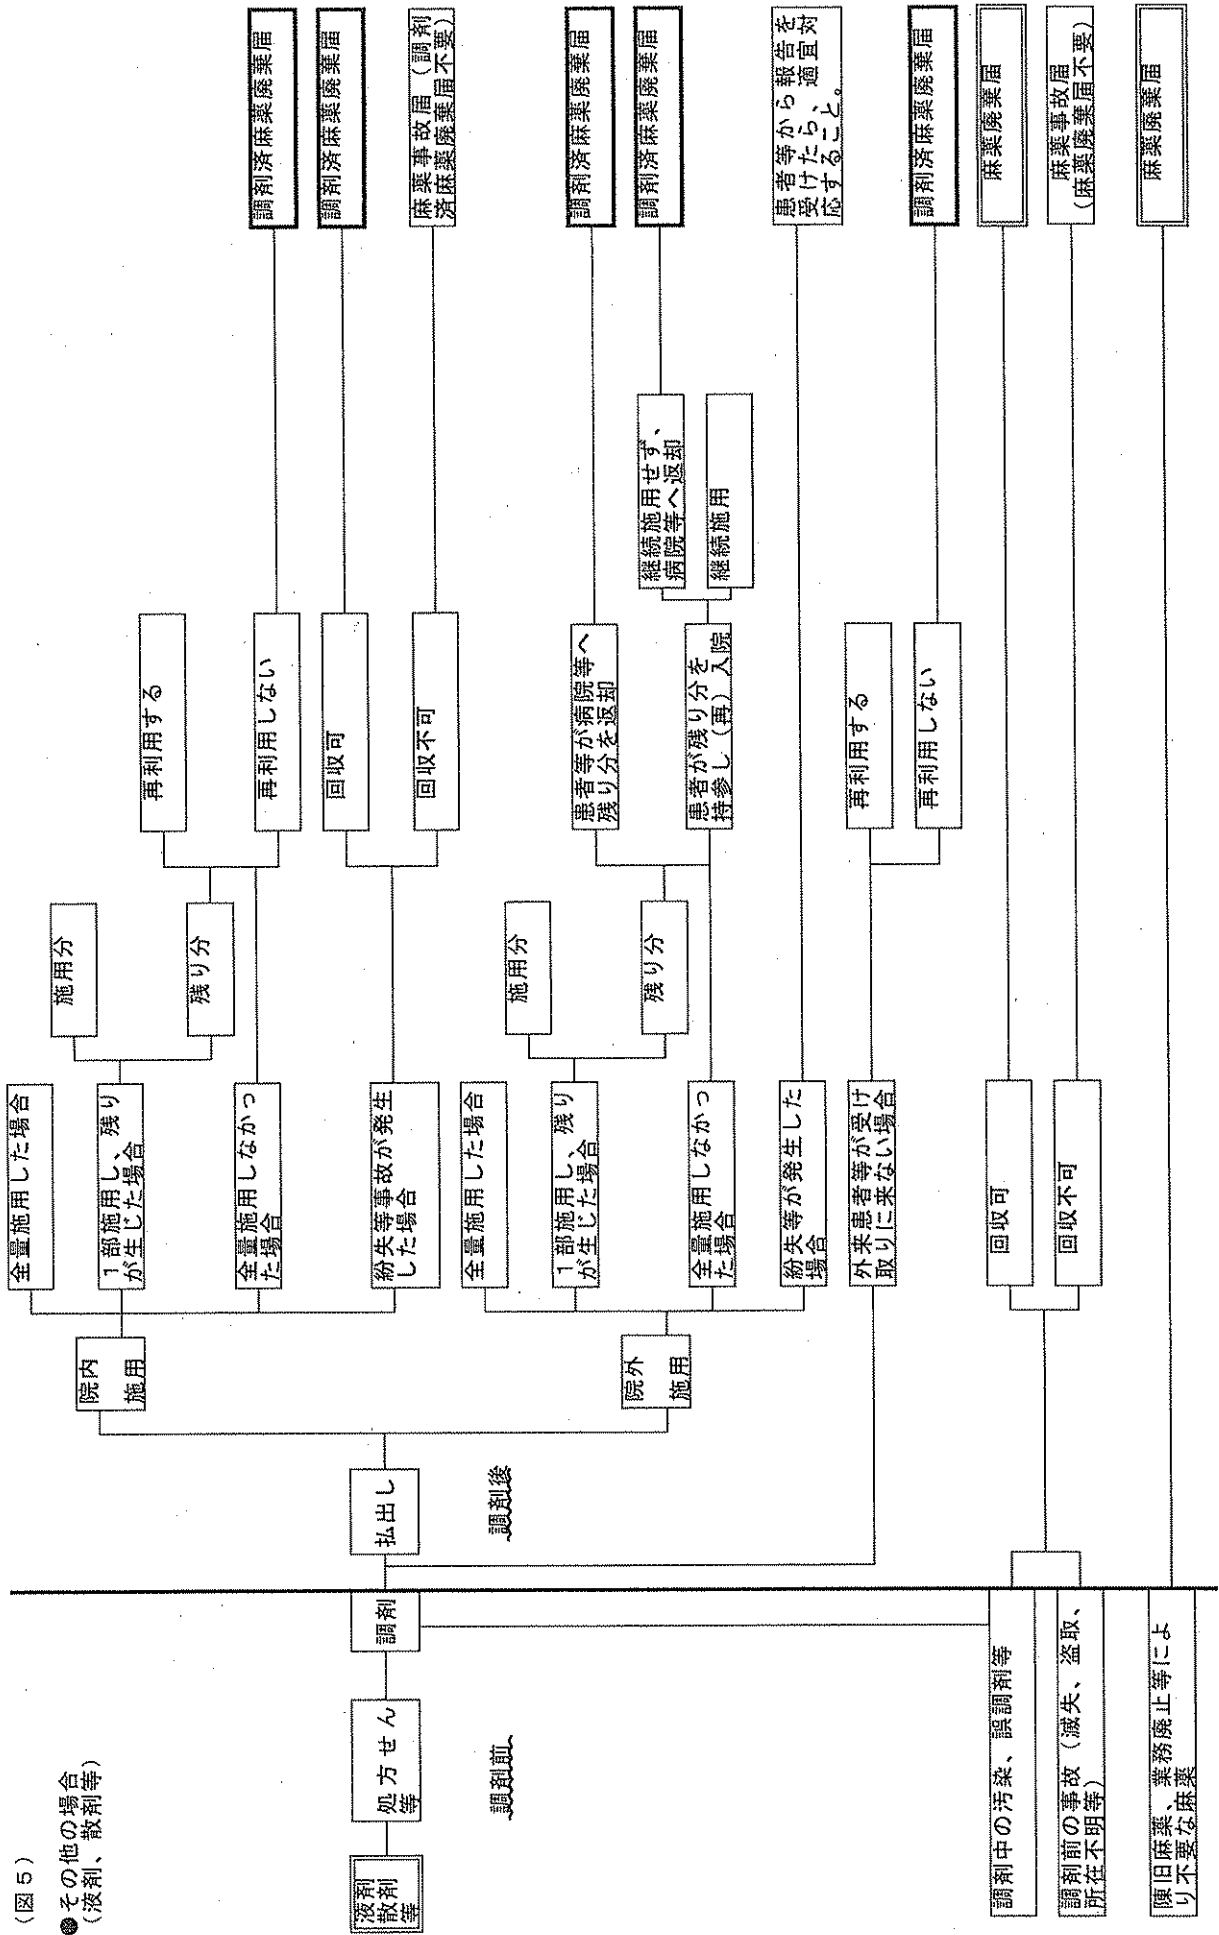 (図5)
●その他の場合
(液剤、散剤等)
液剤
散剤
等
処方せん
等
調剤
調剤前
払出し
調剤後
院内
施用
全量施用した場合
1部施用し、残り
が生じた場合
施用分
残り分
全量施用しなかっ
た場合
再利用する
再利用しない
調剤済麻薬廃棄届
紛失等事故が発生
した場合
回収可
調剤済麻薬廃棄届
回収不可
麻薬事故届(調剤
済麻薬廃棄届不要)
院外
施用
全量施用した場合
1部施用し、残り
が生じた場合
施用分
残り分
全量施用しなかっ
た場合
患者等が病院等へ
残り分を返却
調剤済麻薬廃棄届
患者が残り分を
持参し(再)入院
継続施用せず、
病院等へ返却
調剤済麻薬廃棄届
継続施用
紛失等が発生した
場合
患者等から報告を
受けたら、適宜対
応すること。
外来患者等が受け
取りに来ない場合
再利用する
再利用しない
調剤済麻薬廃棄届
調剤中の汚染、誤調剤等
調剤前の事故(滅失、盗取、
所在不明等)
回収可
麻薬廃棄届
回収不可
麻薬事故届
(麻薬廃棄届不要)
陳旧麻薬、業務廃止等によ
り不要な麻薬
麻薬廃棄届